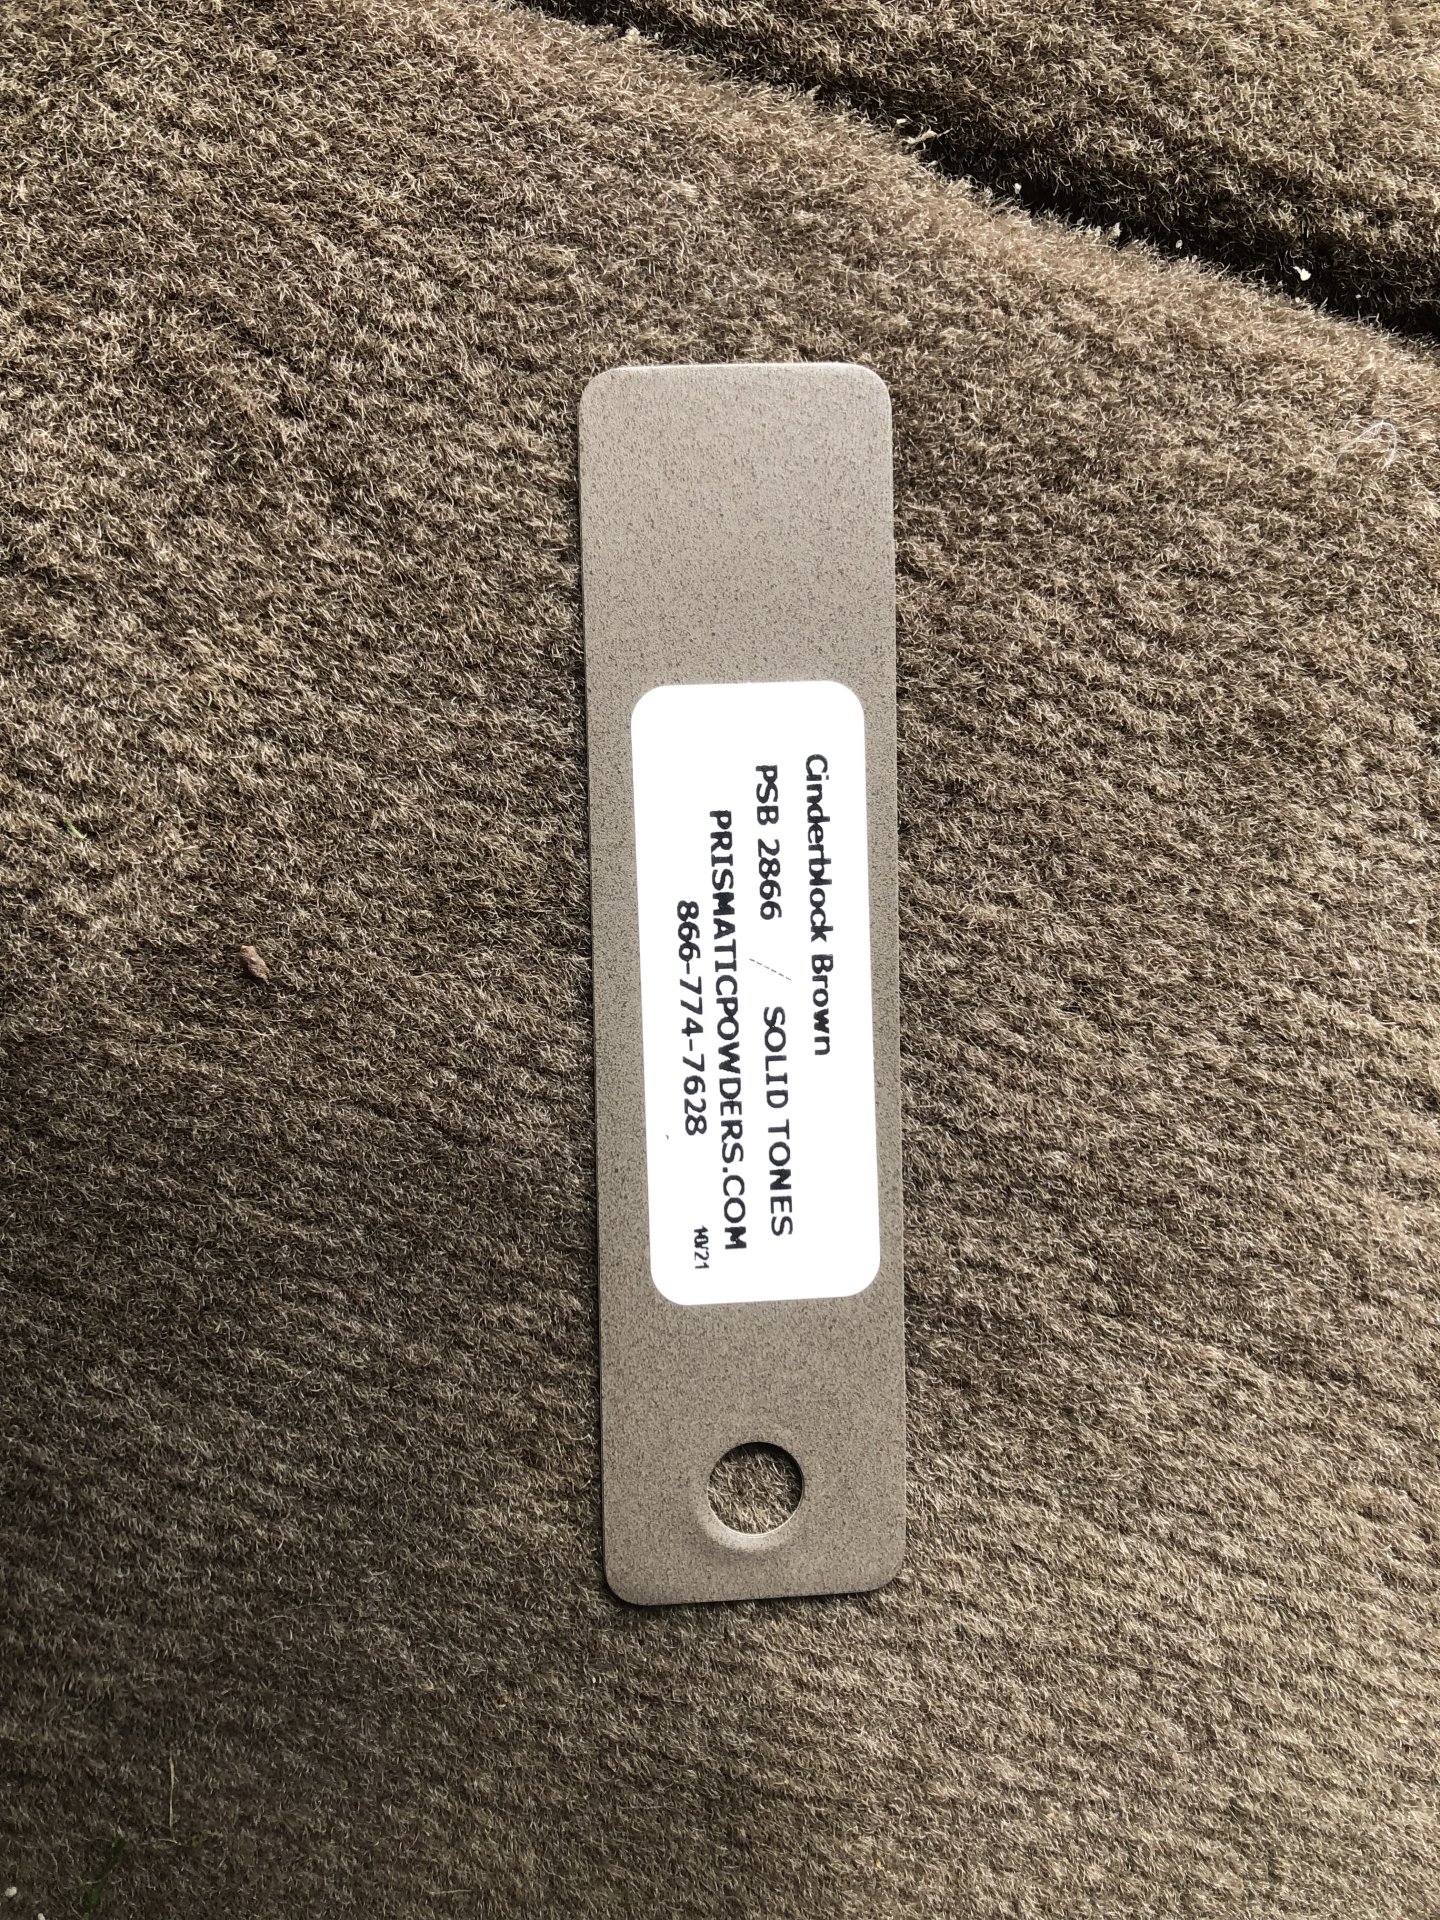 Cinderblock Brown
PSB 2866 / SOLID TONES
PRISMATICPOWDERS.COM
866-774-7628
10/21